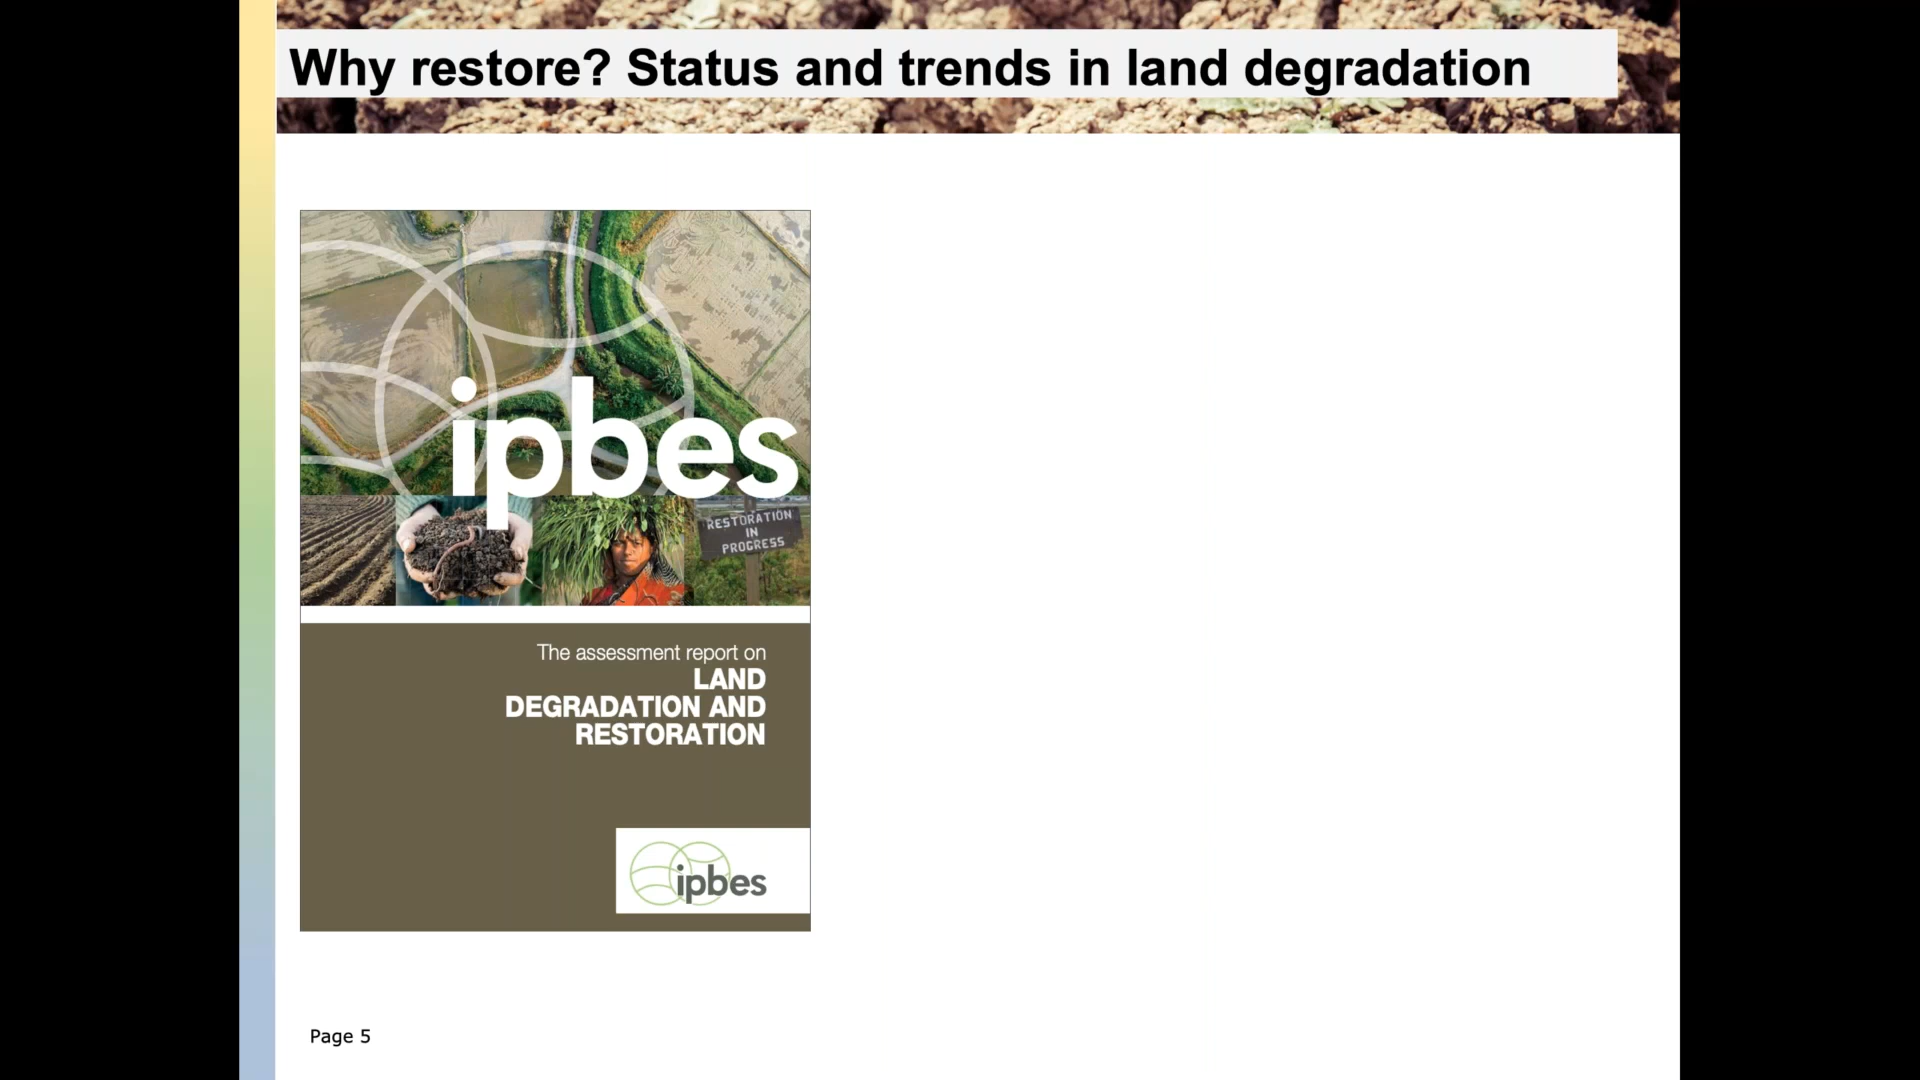 Why restore? Status and trends in land degradation
ipbes
RESTORATION
IN
PROGRESS
The assessment report on
LAND
DEGRADATION AND
RESTORATION
ipbes
Page 5